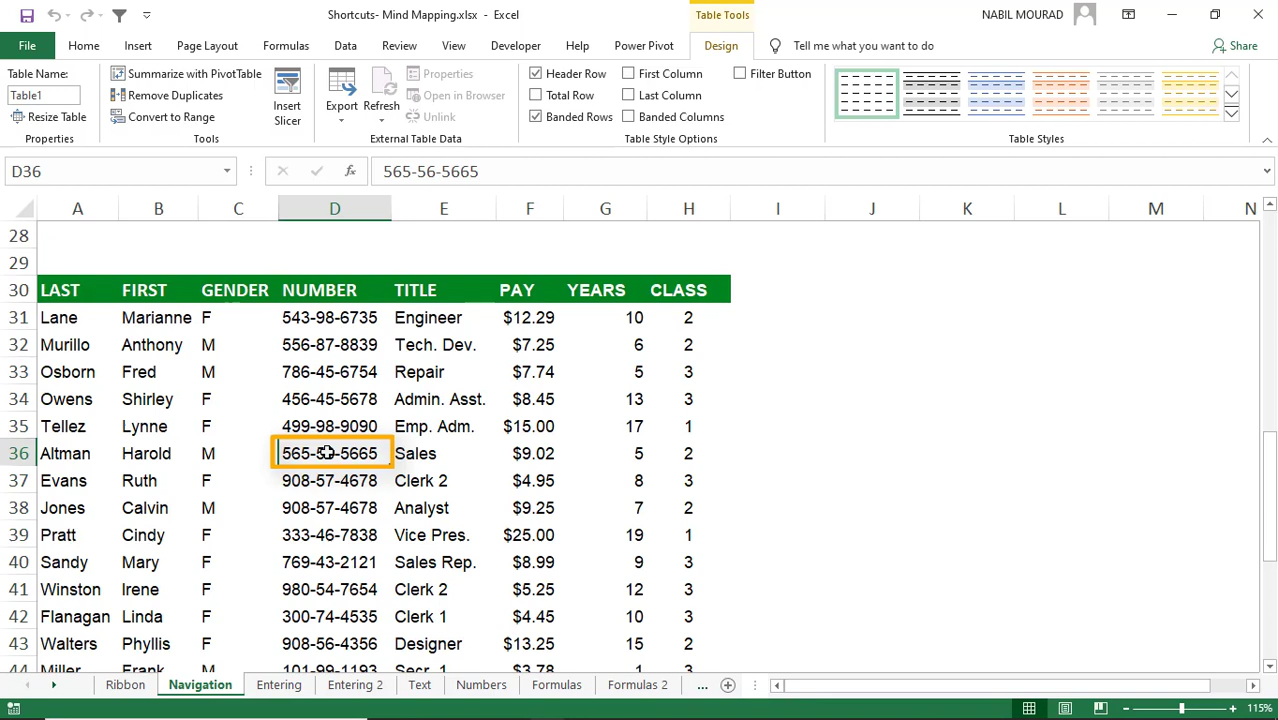 Shortcuts- Mind Mapping.xlsx - Excel
Table Tools
NABIL MOURAD
File Home Insert Page Layout Formulas Data Review View Developer Help Power Pivot Design Tell me what you want to do Share
Table Name:
Table1
Resize Table
Properties
Summarize with PivotTable
Remove Duplicates
Convert to Range
Insert
Slicer
Tools
Export
Refresh
Properties
Open in Browser
Unlink
External Table Data
Header Row First Column Filter Button
Total Row Last Column
Banded Rows Banded Columns
Table Style Options
Table Styles
D36 fx 565-56-5665
A B C D E F G H I J K L M N
28
29
30 LAST FIRST GENDER NUMBER TITLE PAY YEARS CLASS
31 Lane Marianne F 543-98-6735 Engineer $12.29 10 2
32 Murillo Anthony M 556-87-8839 Tech. Dev. $7.25 6 2
33 Osborn Fred M 786-45-6754 Repair $7.74 5 3
34 Owens Shirley F 456-45-5678 Admin. Asst. $8.45 13 3
35 Tellez Lynne F 499-98-9090 Emp. Adm. $15.00 17 1
36 Altman Harold M 565-56-5665 Sales $9.02 5 2
37 Evans Ruth F 908-57-4678 Clerk 2 $4.95 8 3
38 Jones Calvin M 908-57-4678 Analyst $9.25 7 2
39 Pratt Cindy F 333-46-7838 Vice Pres. $25.00 19 1
40 Sandy Mary F 769-43-2121 Sales Rep. $8.99 9 3
41 Winston Irene F 980-54-7654 Clerk 2 $5.25 12 3
42 Flanagan Linda F 300-74-4535 Clerk 1 $4.45 10 3
43 Walters Phyllis F 908-56-4356 Designer $13.25 15 2
44 Miller Frank M 101-99-1193 Secr. 1 $3.78 1 3
Ribbon Navigation Entering Entering 2 Text Numbers Formulas Formulas 2 ...
115%